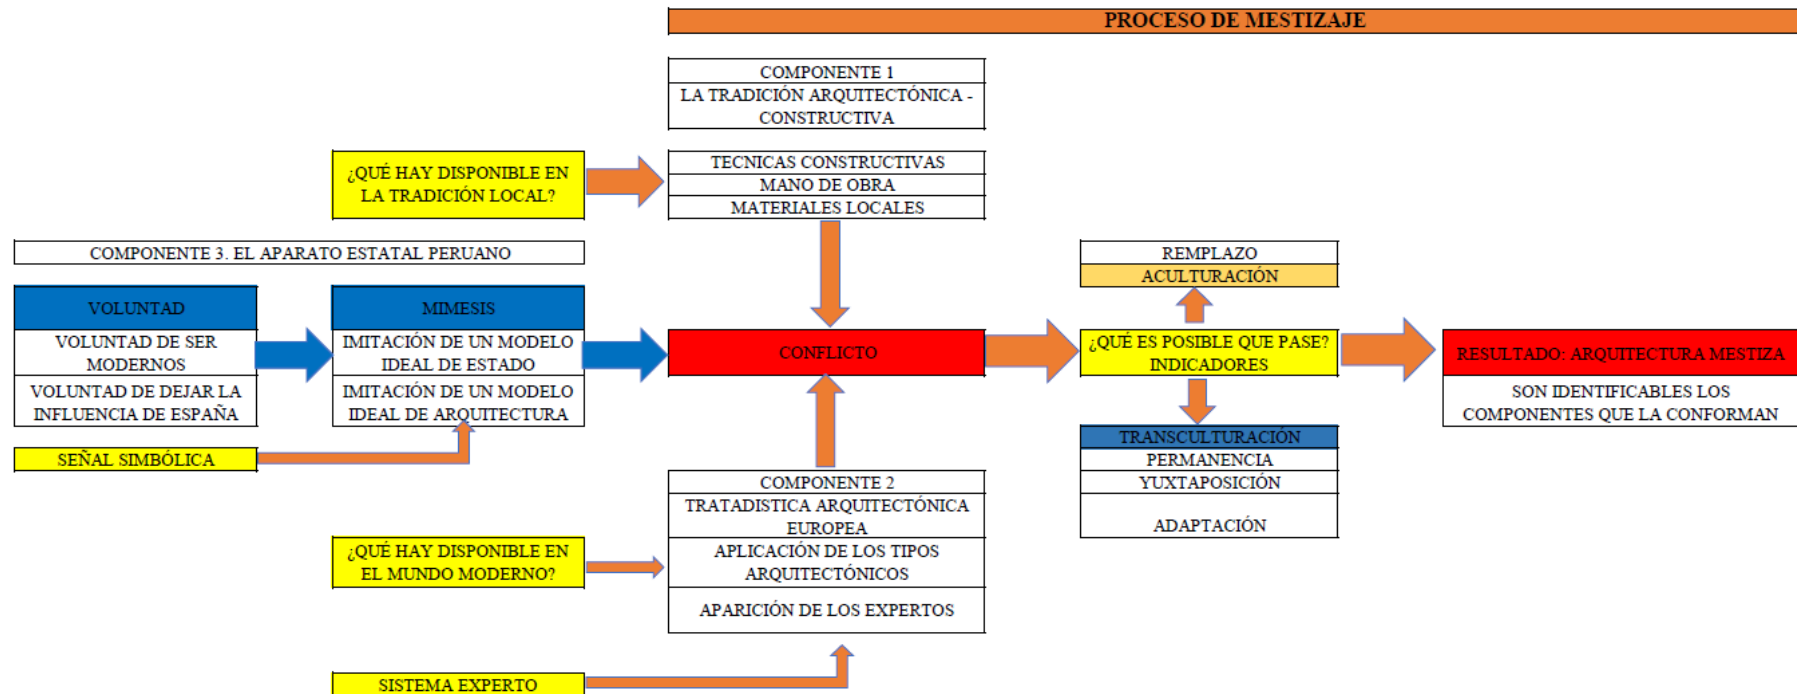 PROCESO DE MESTIZAJE
COMPONENTE 1
LA TRADICIÓN ARQUITECTÓNICA -
CONSTRUCTIVA
¿QUÉ HAY DISPONIBLE EN
LA TRADICIÓN LOCAL?
TECNICAS CONSTRUCTIVAS
MANO DE OBRA
MATERIALES LOCALES
COMPONENTE 3. EL APARATO ESTATAL PERUANO
VOLUNTAD
VOLUNTAD DE SER
MODERNOS
VOLUNTAD DE DEJAR LA
INFLUENCIA DE ESPAÑA
SEÑAL SIMBÓLICA
MIMESIS
IMITACIÓN DE UN MODELO
IDEAL DE ESTADO
IMITACIÓN DE UN MODELO
IDEAL DE ARQUITECTURA
CONFLICTO
REMPLAZO
ACULTURACIÓN
¿QUÉ ES POSIBLE QUE PASE?
INDICADORES
TRANSCULTURACIÓN
PERMANENCIA
YUXTAPOSICIÓN
ADAPTACIÓN
RESULTADO: ARQUITECTURA MESTIZA
SON IDENTIFICABLES LOS
COMPONENTES QUE LA CONFORMAN
COMPONENTE 2
TRATADISTICA ARQUITECTÓNICA
EUROPEA
APLICACIÓN DE LOS TIPOS
ARQUITECTÓNICOS
APARICIÓN DE LOS EXPERTOS
¿QUÉ HAY DISPONIBLE EN
EL MUNDO MODERNO?
SISTEMA EXPERTO